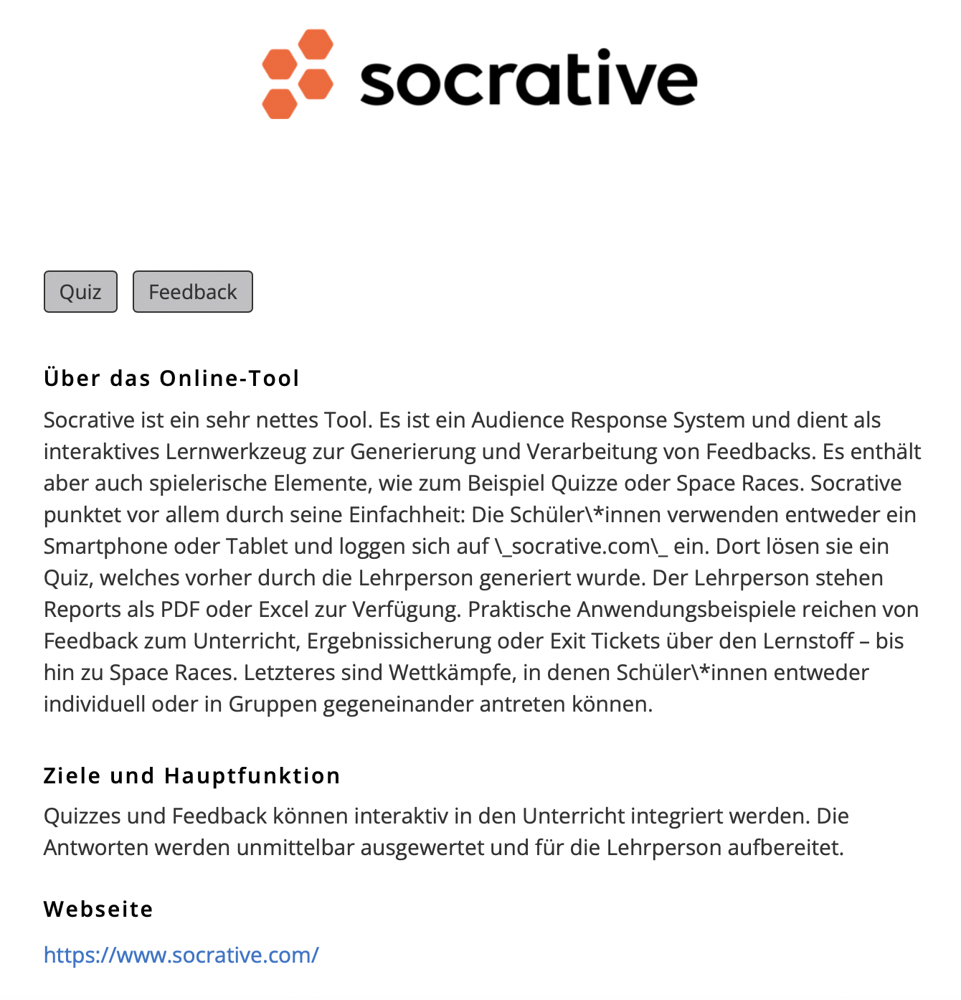 socrative
Quiz Feedback
Über das Online-Tool
Socrative ist ein sehr nettes Tool. Es ist ein Audience Response System und dient als
interaktives Lernwerkzeug zur Generierung und Verarbeitung von Feedbacks. Es enthält
aber auch spielerische Elemente, wie zum Beispiel Quizze oder Space Races. Socrative
punktet vor allem durch seine Einfachheit: Die Schüler\*innen verwenden entweder ein
Smartphone oder Tablet und loggen sich auf \_socrative.com\_ ein. Dort lösen sie ein
Quiz, welches vorher durch die Lehrperson generiert wurde. Der Lehrperson stehen
Reports als PDF oder Excel zur Verfügung. Praktische Anwendungsbeispiele reichen von
Feedback zum Unterricht, Ergebnissicherung oder Exit Tickets über den Lernstoff – bis
hin zu Space Races. Letzteres sind Wettkämpfe, in denen Schüler\*innen entweder
individuell oder in Gruppen gegeneinander antreten können.
Ziele und Hauptfunktion
Quizzes und Feedback können interaktiv in den Unterricht integriert werden. Die
Antworten werden unmittelbar ausgewertet und für die Lehrperson aufbereitet.
Webseite
https://www.socrative.com/